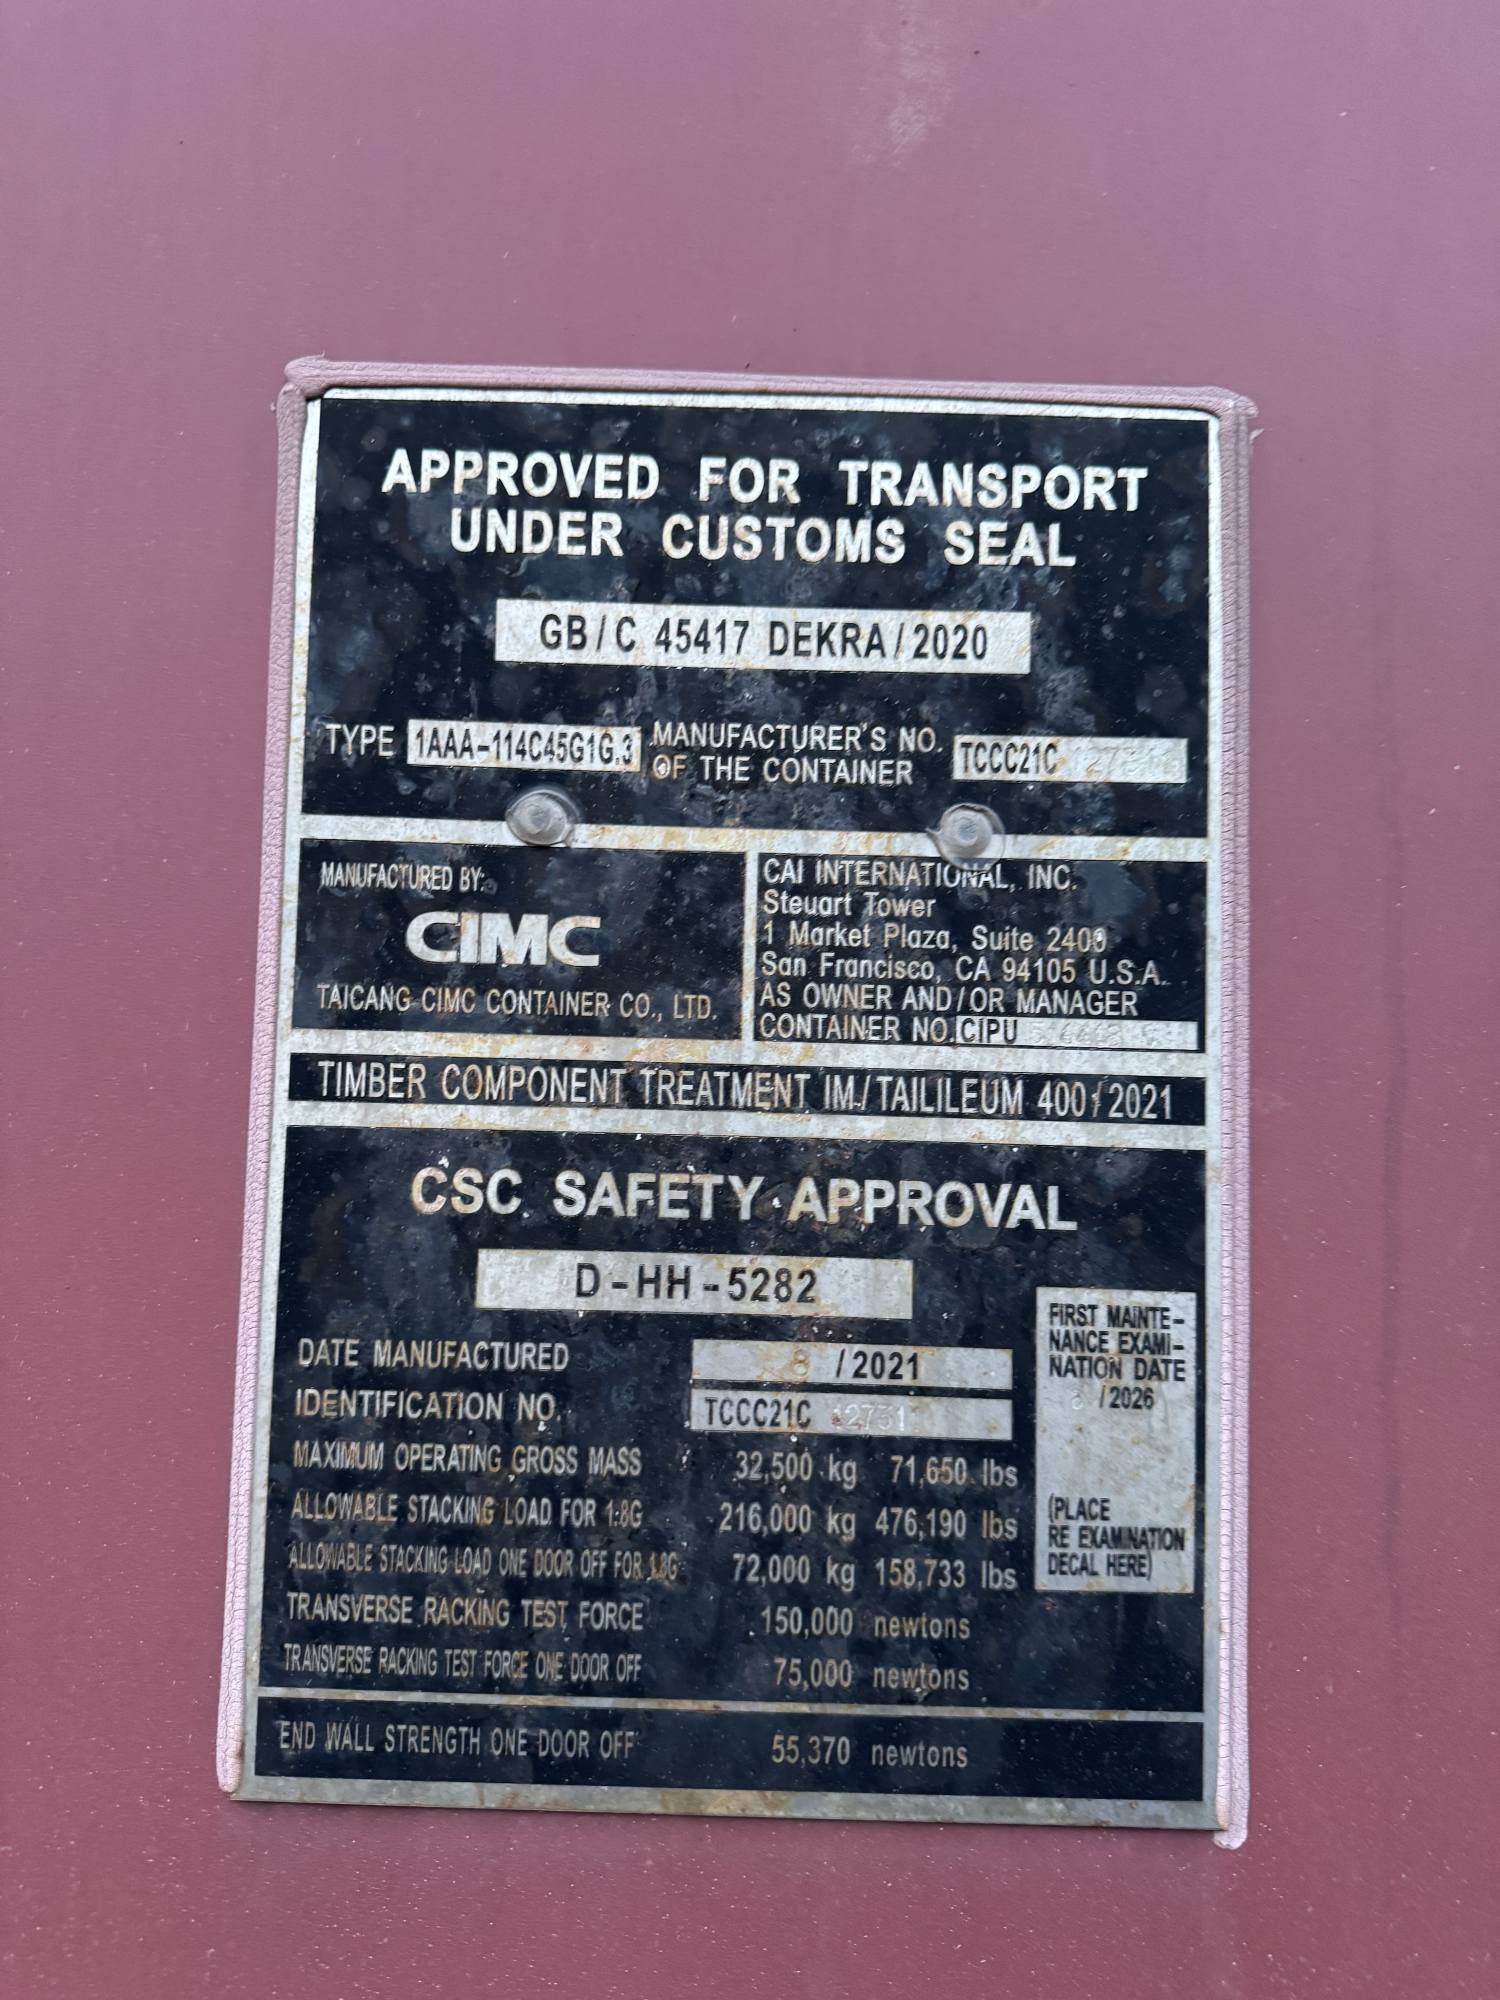 APPROVED FOR TRANSPORT
UNDER CUSTOMS SEAL
GB/C 45417 DEKRA/2020
TYPE 1AAA-114C45G1G.3 MANUFACTURER'S NO. OF THE CONTAINER TCCC21C
MANUFACTURED BY:
CIMC
TAICANG CIMC CONTAINER CO., LTD.
CAI INTERNATIONAL, INC.
Steuart Tower
1 Market Plaza, Suite 2400
San Francisco, CA 94105 U.S.A.
AS OWNER AND/OR MANAGER
CONTAINER NO. CIPU
TIMBER COMPONENT TREATMENT IM/TAILILEUM 400/2021
CSC SAFETY APPROVAL
D-HH-5282
DATE MANUFACTURED 8 /2021
IDENTIFICATION NO. TCCC21C
MAXIMUM OPERATING GROSS MASS 32,500 kg 71,650 lbs
ALLOWABLE STACKING LOAD FOR 1.8G 216,000 kg 476,190 lbs
ALLOWABLE STACKING LOAD ONE DOOR OFF FOR 1.8G 72,000 kg 158,733 lbs
TRANSVERSE RACKING TEST FORCE 150,000 newtons
TRANSVERSE RACKING TEST FORCE ONE DOOR OFF 75,000 newtons
END WALL STRENGTH ONE DOOR OFF 55,370 newtons
FIRST MAINTE-
NANCE EXAMI-
NATION DATE
/2026
(PLACE
RE EXAMINATION
DECAL HERE)